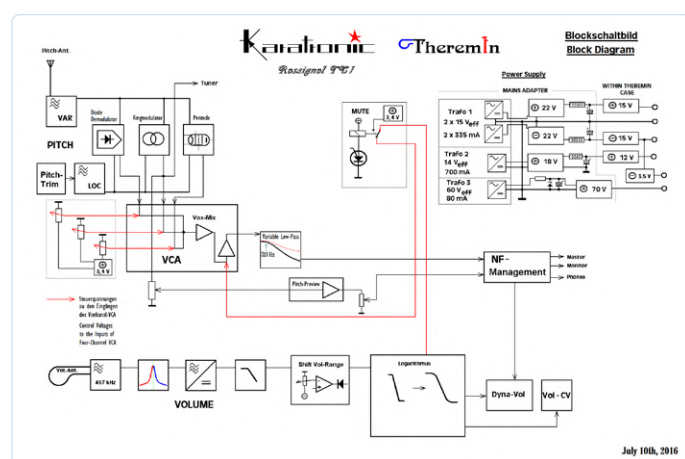 Karatronic
Theremin
Rossignol TC1
Blockschaltbild
Block Diagram
Pitch-Ant.
Tuner
VAR
PITCH
Diode
Demodulator
Ringmodulator
Pentode
Pitch-
Trim
LOC
MUTE
3,4 V
Power Supply
MAINS ADAPTER
WITHIN THEREMIN
CASE
Trafo 1
2 x 15 Veff
2 x 335 mA
22 V
15 V
22 V
15 V
Trafo 2
14 Veff
700 mA
18 V
12 V
3.5 V
Trafo 3
60 Veff
80 mA
70 V
Vox-Mix
VCA
3,4 V
Variable Low-Pass
NF-
Management
Master
Monitor
Phones
Pitch-Preview
Steuerspannungen
zu den Eingängen
des Vierkanal-VCA
Control Voltages
to the Inputs of
Four-Channel VCA
Vol.-Ant.
457 kHz
VOLUME
Shift Vol-Range
Logarithmus
Dyna-Vol
Vol - CV
July 10th, 2016